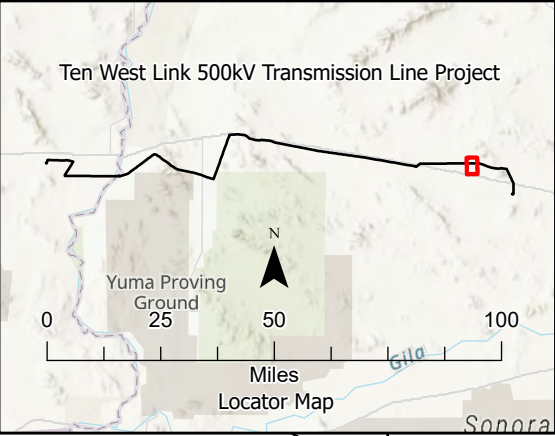 Ten West Link 500kV Transmission Line Project
N
Yuma Proving
Ground
0 25 50 100
Gila
Miles
Locator Map
Sonora